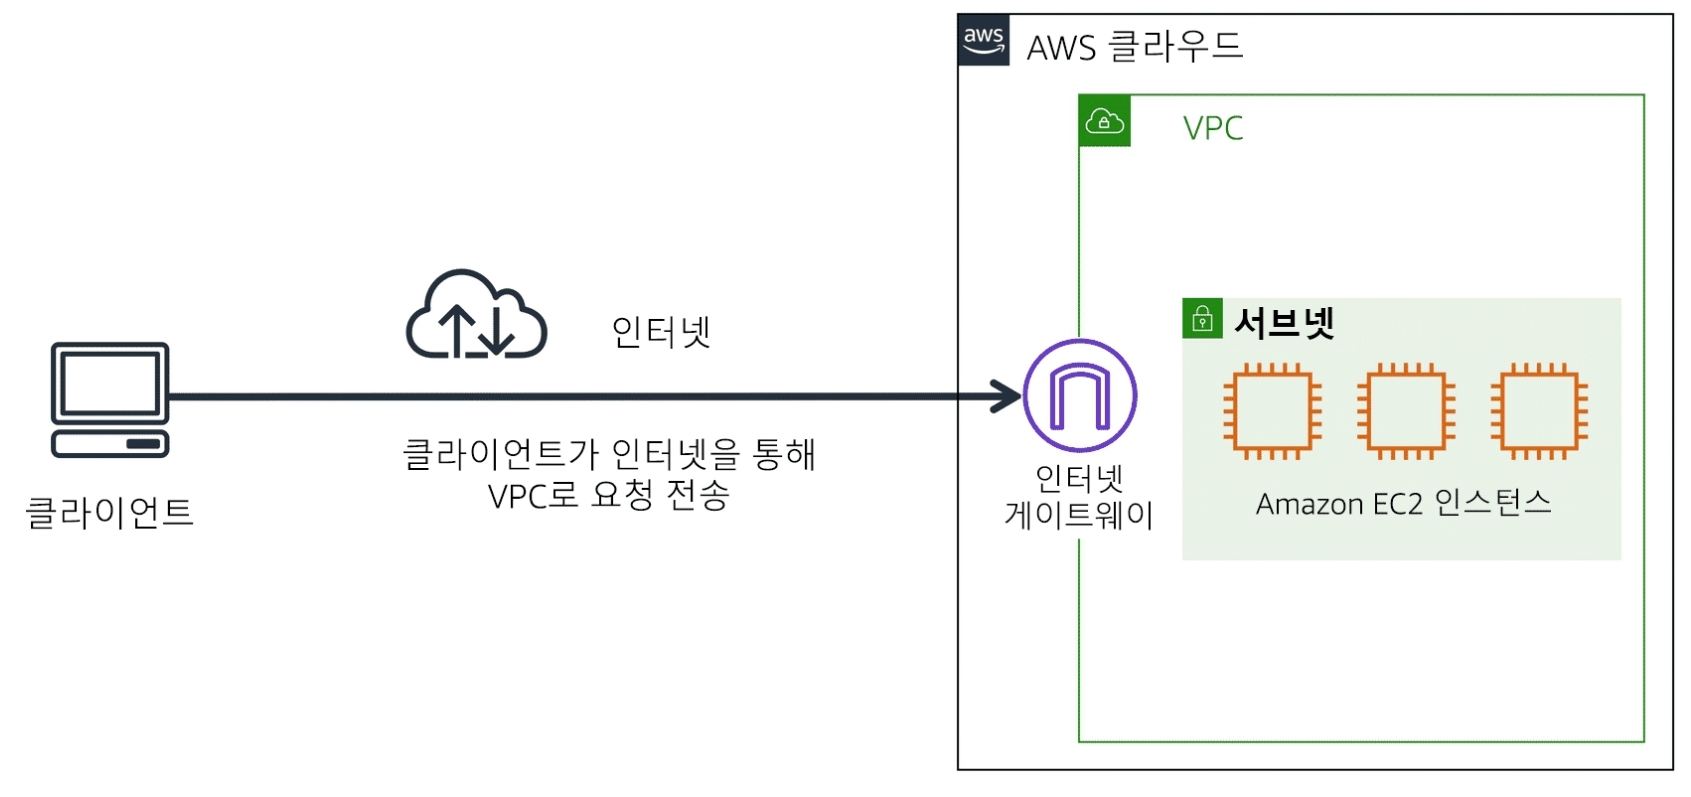 aws
AWS 클라우드
VPC
인터넷
서브넷
클라이언트가 인터넷을 통해
VPC로 요청 전송
클라이언트
인터넷
게이트웨이
Amazon EC2 인스턴스